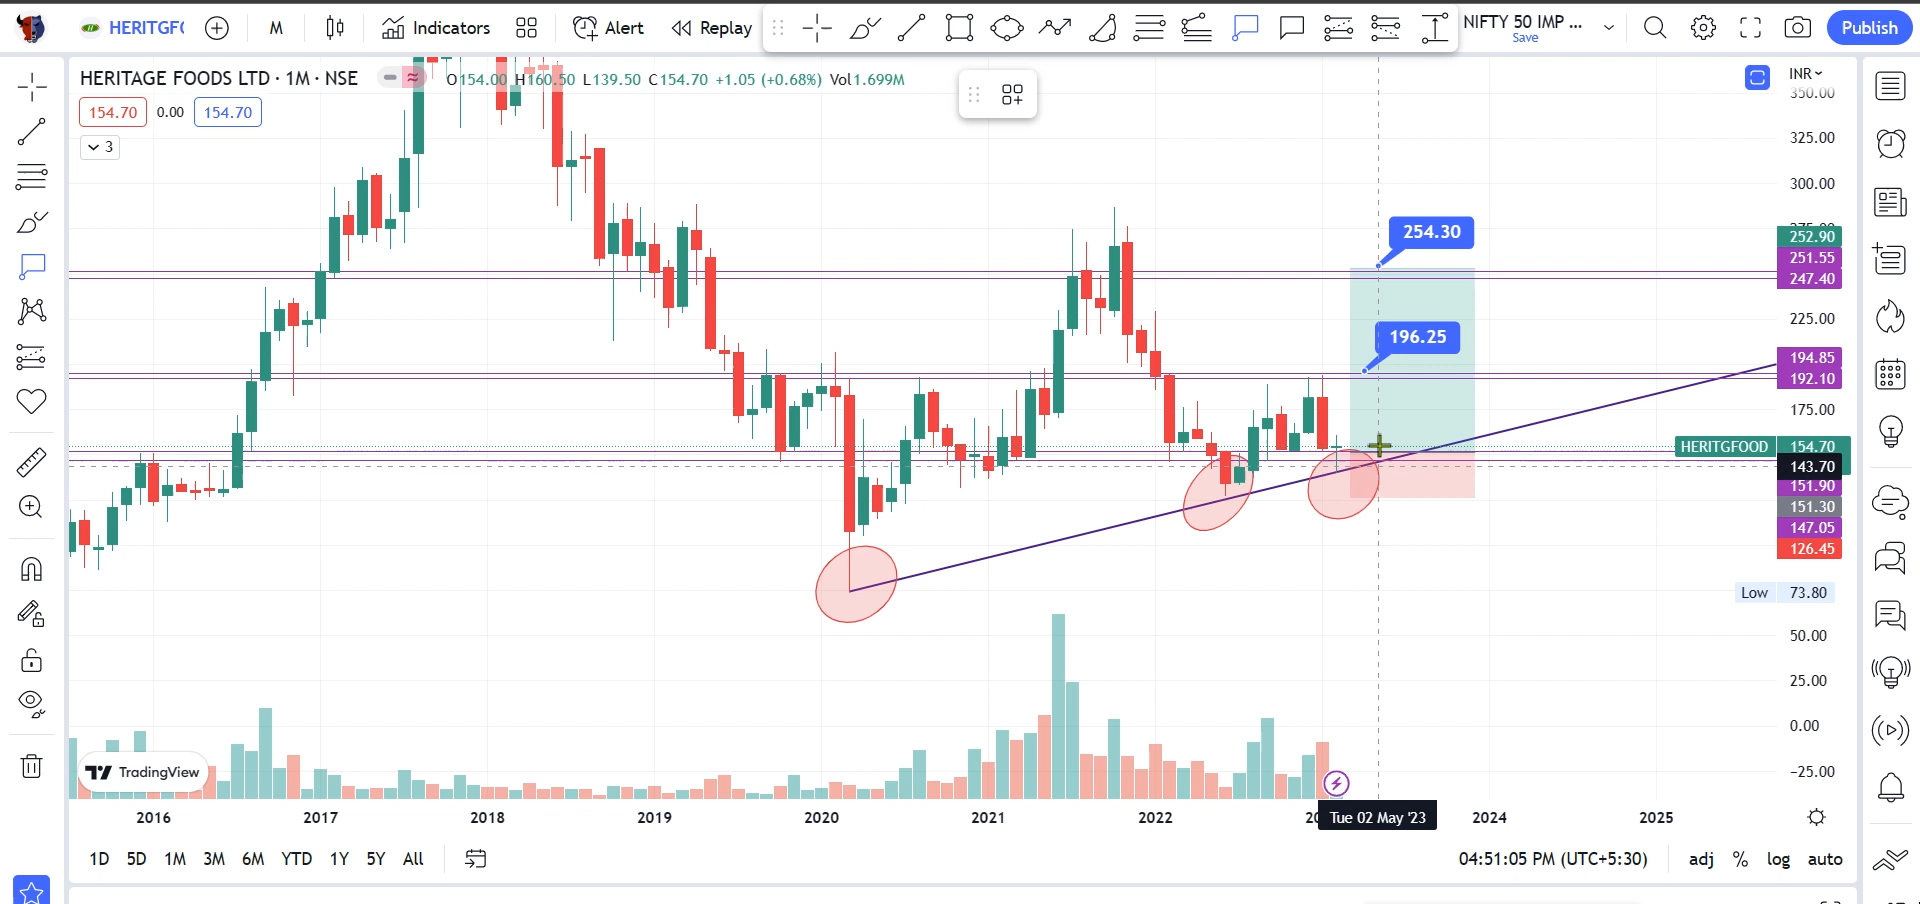 HERITGF
M
Indicators
Alert
Replay
NIFTY 50 IMP ...
Save
Publish
HERITAGE FOODS LTD · 1M · NSE
O154.00 H160.50 L139.50 C154.70 +1.05 (+0.68%) Vol1.699M
INR
154.70
0.00
154.70
3
350.00
325.00
300.00
275.00
252.90
251.55
247.40
225.00
194.85
192.10
175.00
HERITGFOOD 154.70
143.70
151.90
151.30
147.05
126.45
Low 73.80
50.00
25.00
0.00
−25.00
254.30
196.25
TradingView
2016
2017
2018
2019
2020
2021
2022
Tue 02 May '23
2024
2025
1D
5D
1M
3M
6M
YTD
1Y
5Y
All
04:51:05 PM (UTC+5:30)
adj
%
log
auto